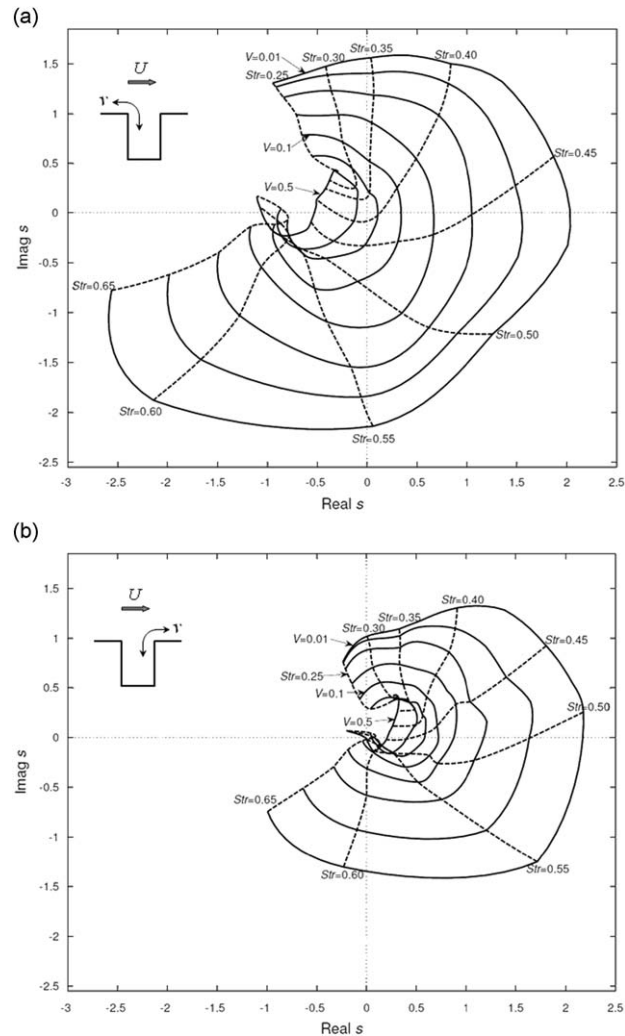 (a)
1.5
1
0.5
0
-0.5
-1
-1.5
-2
-2.5
Imag s
U
V
V=0.01
Str=0.25
Str=0.30
Str=0.35
Str=0.40
Str=0.45
V=0.1
V=0.5
Str=0.65
Str=0.50
Str=0.60
Str=0.55
-3 -2.5 -2 -1.5 -1 -0.5 0 0.5 1 1.5 2 2.5
Real s
(b)
1.5
1
0.5
0
-0.5
-1
-1.5
-2
-2.5
Imag s
U
V
V=0.01
Str=0.30
Str=0.35
Str=0.40
Str=0.45
Str=0.25
V=0.1
V=0.5
Str=0.50
Str=0.65
Str=0.60
Str=0.55
-3 -2.5 -2 -1.5 -1 -0.5 0 0.5 1 1.5 2 2.5
Real s